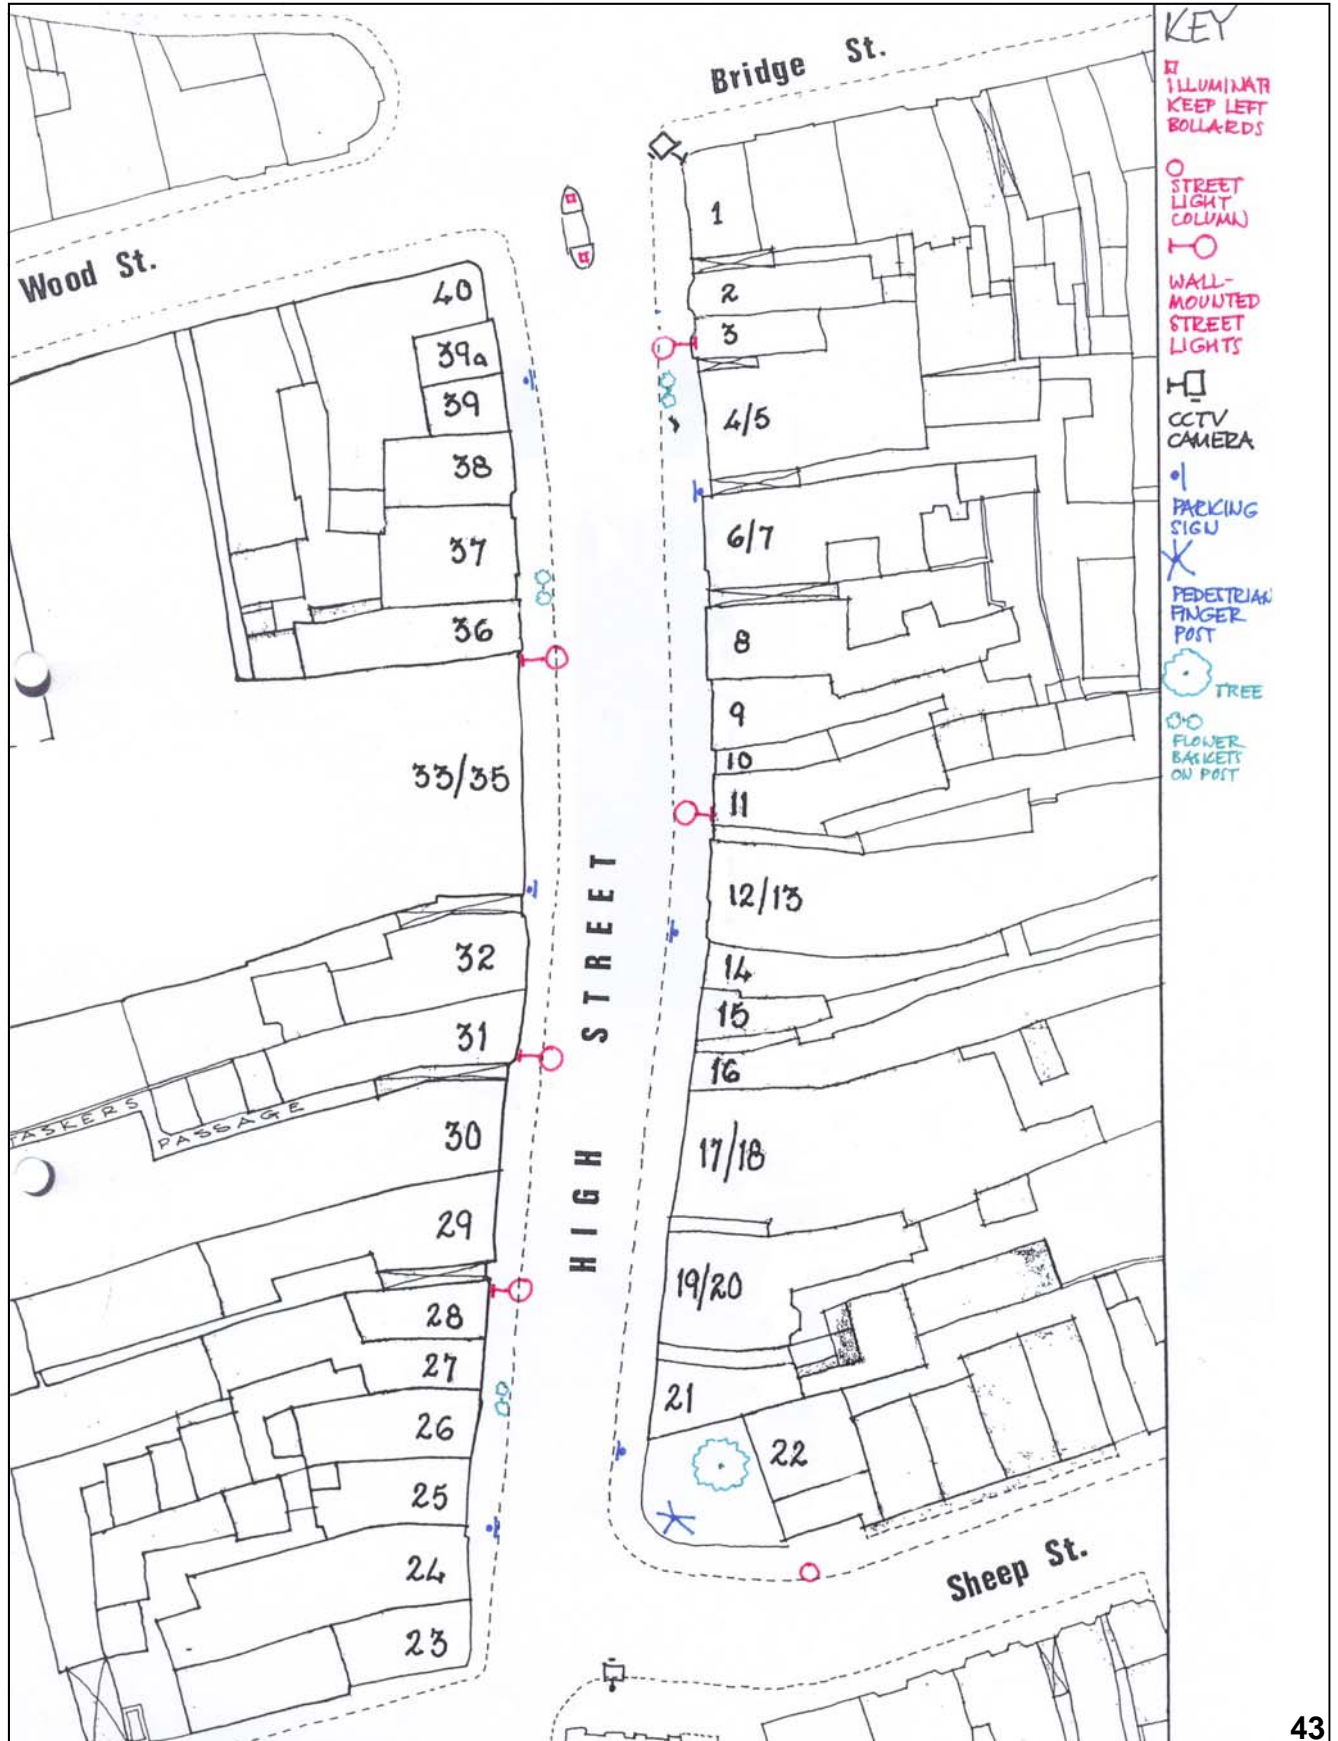 Bridge St.
Wood St.
1
2
3
4/5
6/7
8
9
10
11
12/13
14
15
16
17/18
19/20
21
22
40
39a
39
38
37
36
33/35
32
31
30
29
28
27
26
25
24
23
TASKERS PASSAGE
HIGH STREET
Sheep St.
KEY
ILLUMINATE
KEEP LEFT
BOLLARDS
STREET
LIGHT
COLUMN
WALL-
MOUNTED
STREET
LIGHTS
CCTV
CAMERA
PARKING
SIGN
PEDESTRIAN
FINGER
POST
TREE
FLOWER
BASKETS
ON POST
43